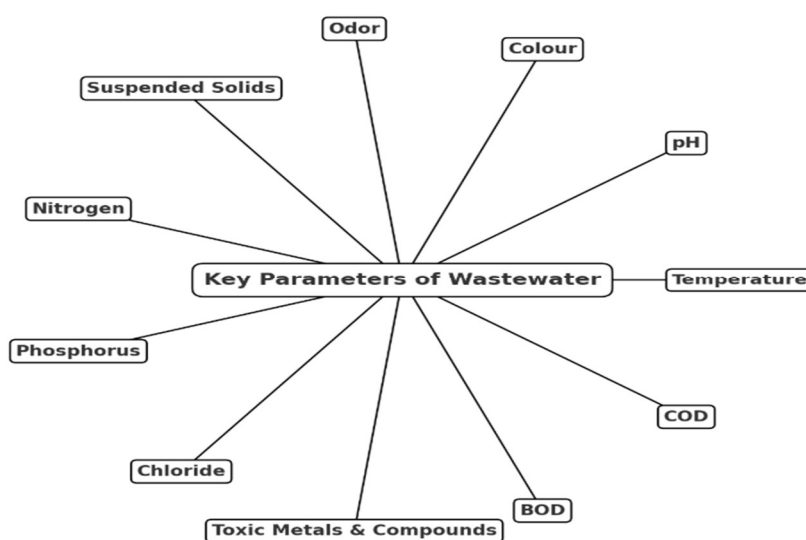 Odor
Colour
Suspended Solids
pH
Nitrogen
Key Parameters of Wastewater
Temperature
Phosphorus
COD
Chloride
BOD
Toxic Metals & Compounds